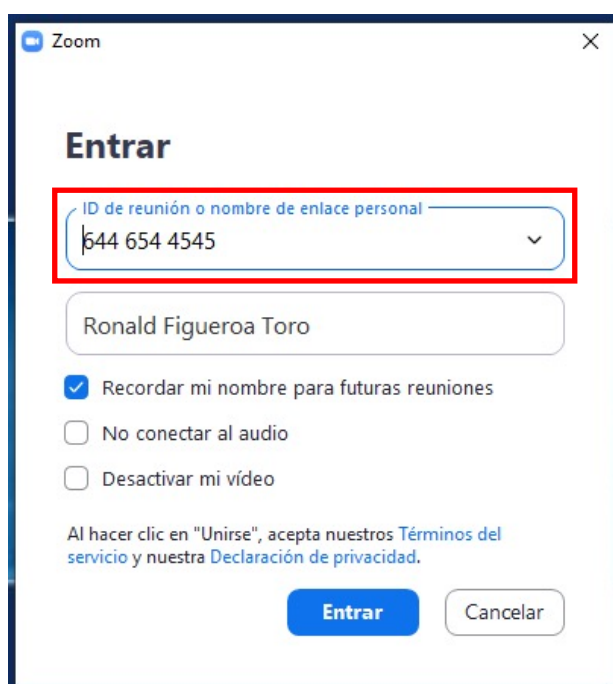 Zoom
Entrar
ID de reunión o nombre de enlace personal
644 654 4545
Ronald Figueroa Toro
Recordar mi nombre para futuras reuniones
No conectar al audio
Desactivar mi vídeo
Al hacer clic en "Unirse", acepta nuestros Términos del
servicio y nuestra Declaración de privacidad.
Entrar Cancelar